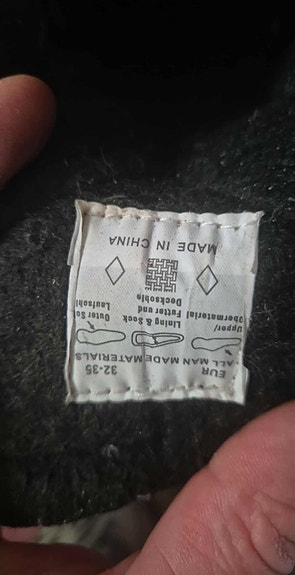 EUR 32-35
ALL MAN MADE MATERIALS
Upper/ Lining & Sock Outer So
Obermaterial Futter und Laufsohl
Decksohle
MADE IN CHINA